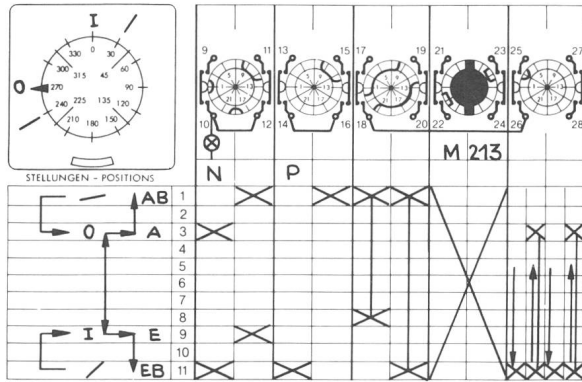 I
0
330 30
300 315 45 60
O 270 90
240 225 135 120
210 180 150
STELLUNGEN - POSITIONS
9 11 13 15 17 19 21 23 25 27
10 12 14 16 18 20 22 24 26 28
N P M 213
AB 1
2
O A 3
4
5
6
7
8
I E 9
10
EB 11